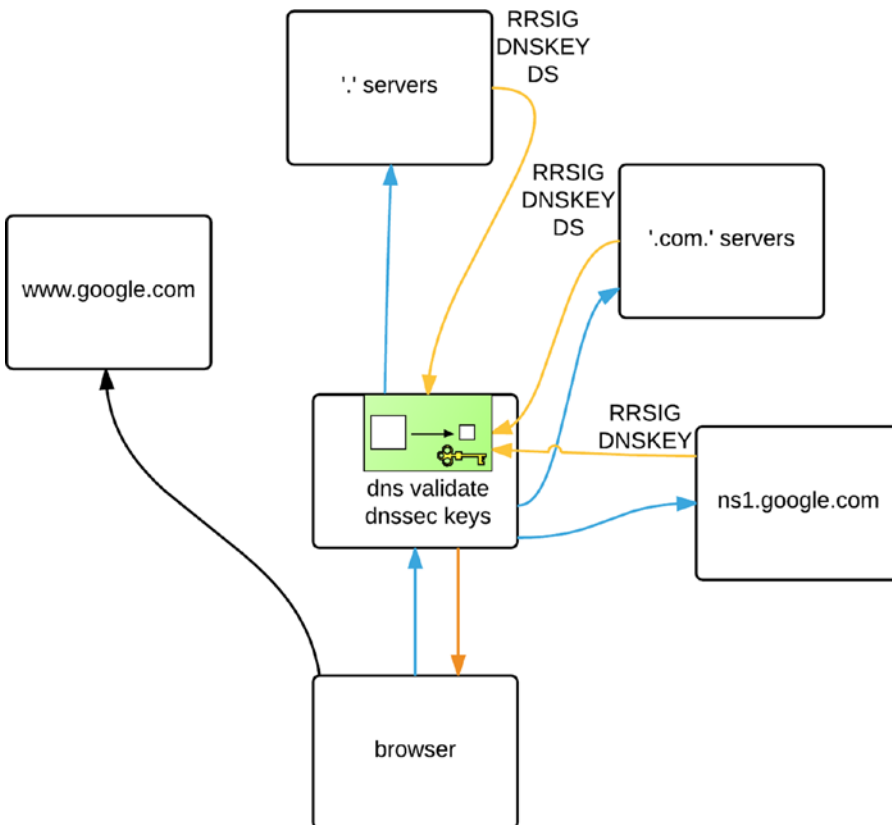 RRSIG
DNSKEY
DS
'.' servers
RRSIG
DNSKEY
DS
'.com.' servers
www.google.com
RRSIG
DNSKEY
dns validate
dnssec keys
ns1.google.com
browser